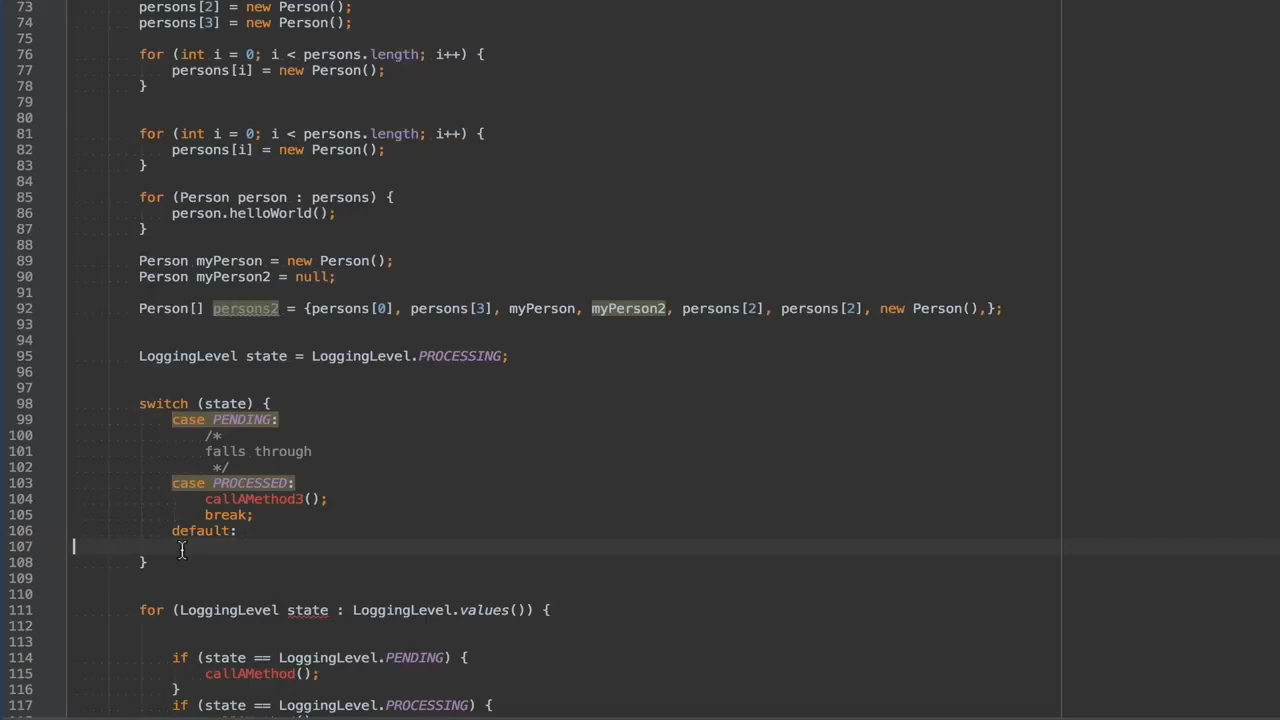 73 persons[2] = new Person();
74 persons[3] = new Person();
75
76 for (int i = 0; i < persons.length; i++) {
77 persons[i] = new Person();
78 }
79
80
81 for (int i = 0; i < persons.length; i++) {
82 persons[i] = new Person();
83 }
84
85 for (Person person : persons) {
86 person.helloWorld();
87 }
88
89 Person myPerson = new Person();
90 Person myPerson2 = null;
91
92 Person[] persons2 = {persons[0], persons[3], myPerson, myPerson2, persons[2], persons[2], new Person(),};
93
94
95 LoggingLevel state = LoggingLevel.PROCESSING;
96
97
98 switch (state) {
99 case PENDING:
100 /*
101 falls through
102 */
103 case PROCESSED:
104 callAMethod3();
105 break;
106 default:
107
108 }
109
110
111 for (LoggingLevel state : LoggingLevel.values()) {
112
113
114 if (state == LoggingLevel.PENDING) {
115 callAMethod();
116 }
117 if (state == LoggingLevel.PROCESSING) {